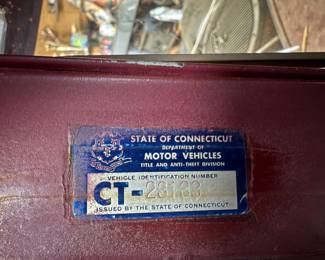 STATE OF CONNECTICUT
DEPARTMENT OF
MOTOR VEHICLES
TITLE AND ANTI-THEFT DIVISION
VEHICLE IDENTIFICATION NUMBER
CT-
ISSUED BY THE STATE OF CONNECTICUT